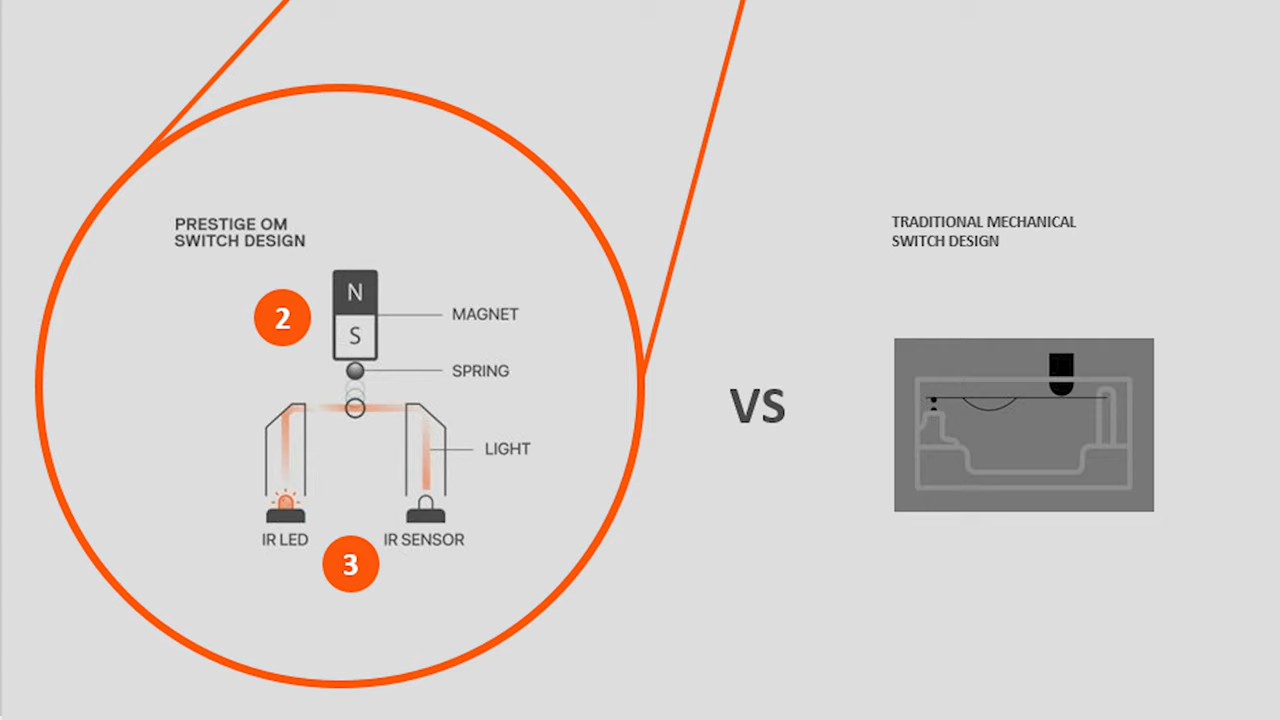 PRESTIGE OM
SWITCH DESIGN
2
N
S
MAGNET
SPRING
LIGHT
IR LED
IR SENSOR
3
VS
TRADITIONAL MECHANICAL
SWITCH DESIGN